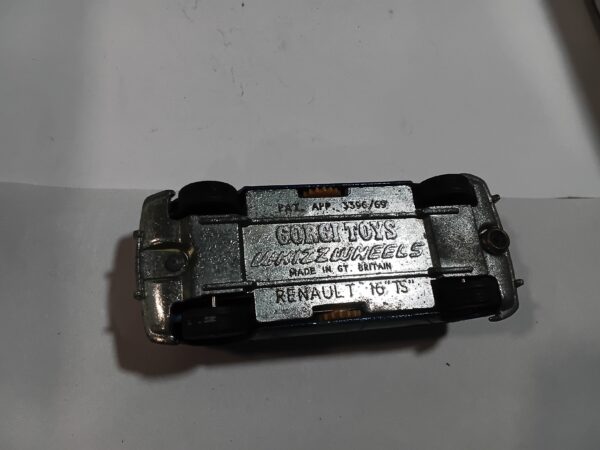 PAT. APP. 3396/69
CORGI TOYS
WHIZZWHEELS
MADE IN GT. BRITAIN
RENAULT 16 "TS"